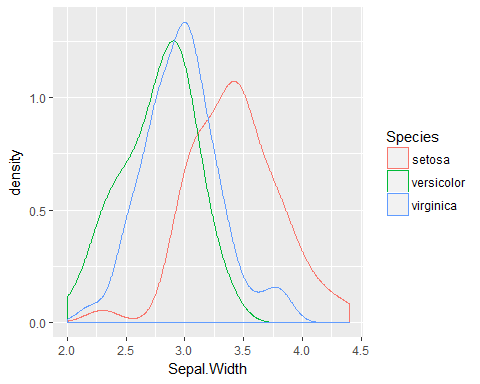 density
1.0
0.5
0.0
2.0 2.5 3.0 3.5 4.0 4.5
Sepal.Width
Species
setosa
versicolor
virginica